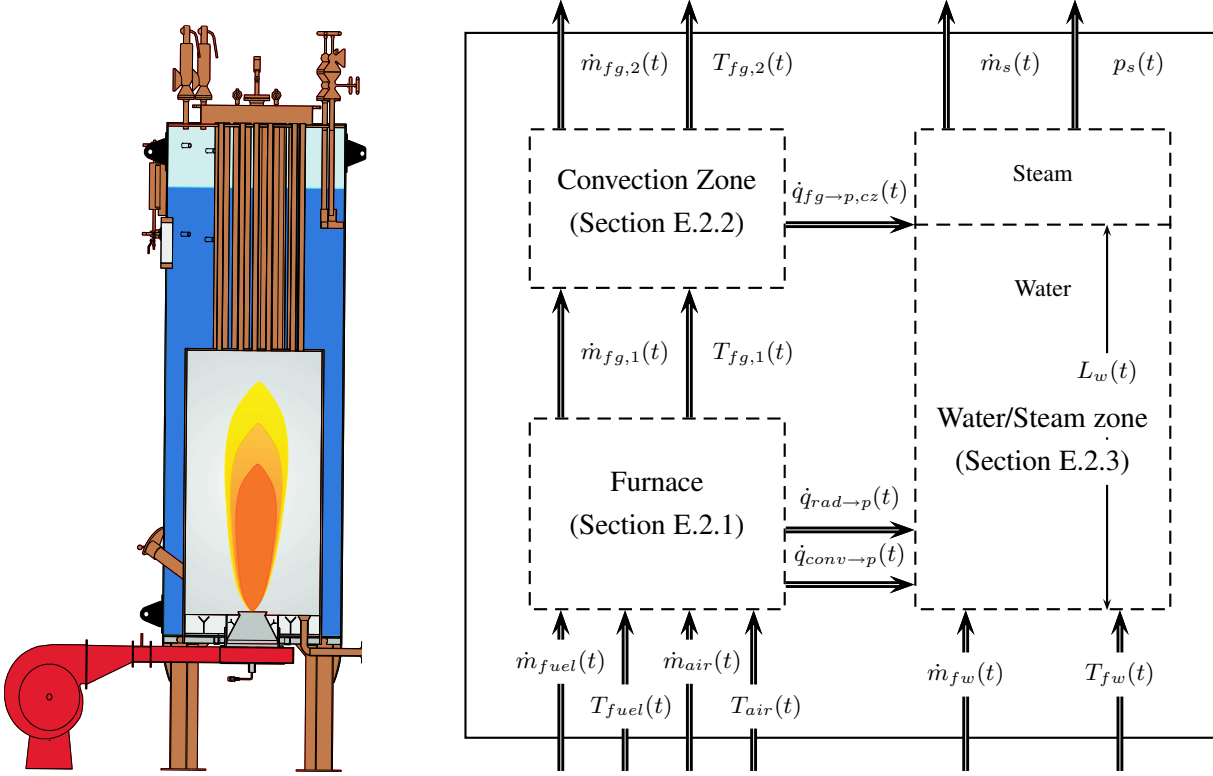 ṁ_{fg,2}(t) T_{fg,2}(t) ṁ_s(t) p_s(t)
Convection Zone
(Section E.2.2)
q̇_{fg→p,cz}(t)
Steam
Water
ṁ_{fg,1}(t) T_{fg,1}(t)
L_w(t)
Water/Steam zone
(Section E.2.3)
Furnace
(Section E.2.1)
q̇_{rad→p}(t)
q̇_{conv→p}(t)
ṁ_{fuel}(t) ṁ_{air}(t) ṁ_{fw}(t) T_{fw}(t)
T_{fuel}(t) T_{air}(t)